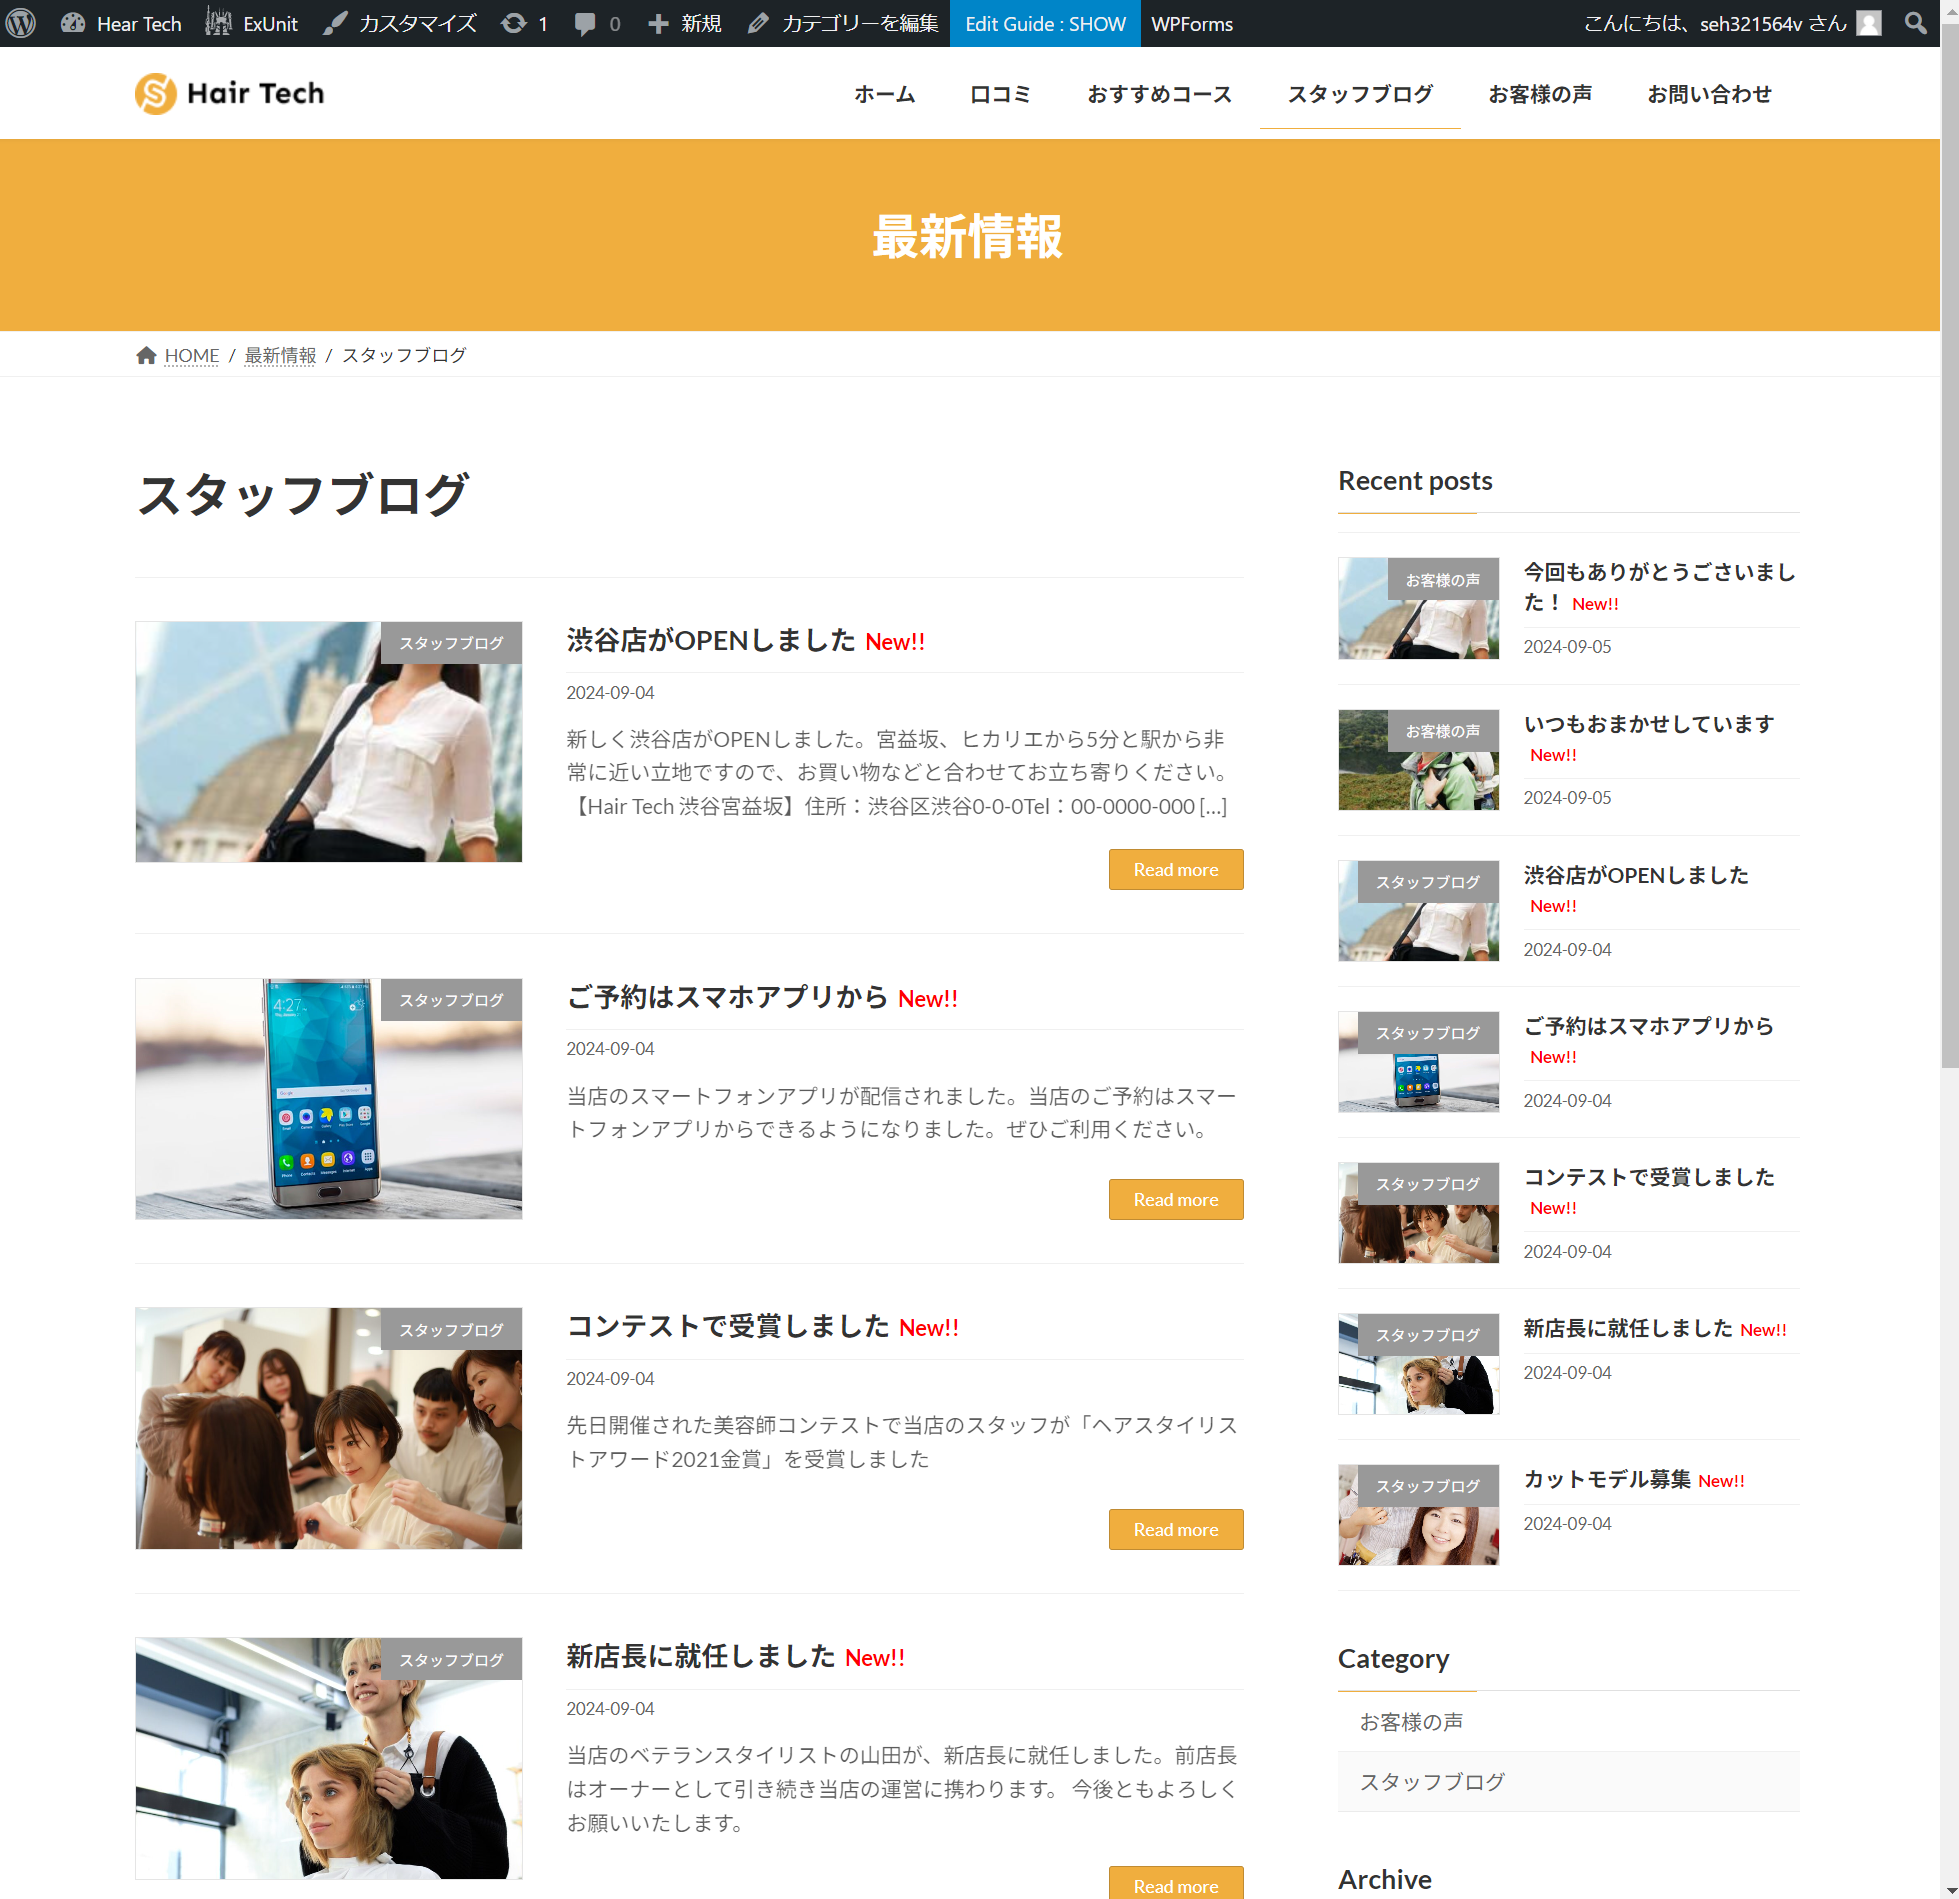 Hear Tech ExUnit カスタマイズ 1 0 新規 カテゴリーを編集 Edit Guide : SHOW WPForms こんにちは、seh321564v さん
Hair Tech ホーム 口コミ おすすめコース スタッフブログ お客様の声 お問い合わせ
最新情報
HOME / 最新情報 / スタッフブログ
スタッフブログ
スタッフブログ
渋谷店がOPENしました New!!
2024-09-04
新しく渋谷店がOPENしました。宮益坂、ヒカリエから5分と駅から非
常に近い立地ですので、お買い物などと合わせてお立ち寄りください。
【Hair Tech 渋谷宮益坂】住所：渋谷区渋谷0-0-0Tel：00-0000-000 [...]
Read more
スタッフブログ
4:27
ご予約はスマホアプリから New!!
2024-09-04
当店のスマートフォンアプリが配信されました。当店のご予約はスマー
トフォンアプリからできるようになりました。ぜひご利用ください。
Read more
スタッフブログ
コンテストで受賞しました New!!
2024-09-04
先日開催された美容師コンテストで当店のスタッフが「ヘアスタイリス
トアワード2021金賞」を受賞しました
Read more
スタッフブログ
新店長に就任しました New!!
2024-09-04
当店のベテランスタイリストの山田が、新店長に就任しました。前店長
はオーナーとして引き続き当店の運営に携わります。 今後ともよろしく
お願いいたします。
Read more
Recent posts
お客様の声
今回もありがとうごさいまし
た！ New!!
2024-09-05
お客様の声
いつもおまかせしています
New!!
2024-09-05
スタッフブログ
渋谷店がOPENしました
New!!
2024-09-04
スタッフブログ
ご予約はスマホアプリから
New!!
2024-09-04
スタッフブログ
コンテストで受賞しました
New!!
2024-09-04
スタッフブログ
新店長に就任しました New!!
2024-09-04
スタッフブログ
カットモデル募集 New!!
2024-09-04
Category
お客様の声
スタッフブログ
Archive